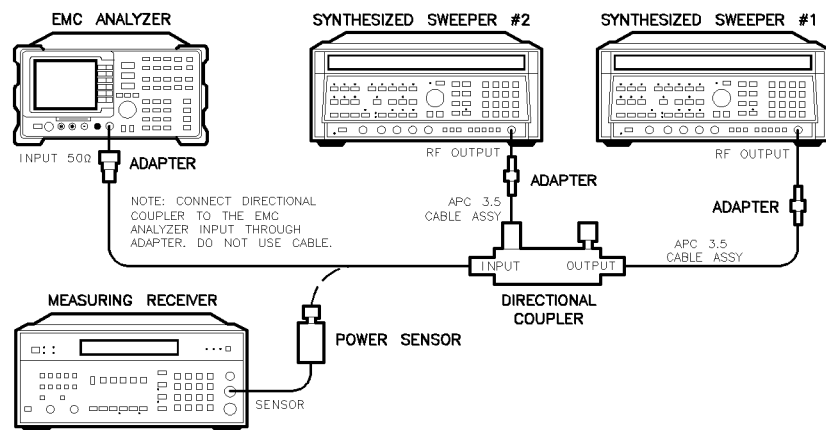 EMC ANALYZER
SYNTHESIZED SWEEPER #2
SYNTHESIZED SWEEPER #1
INPUT 50Ω
ADAPTER
RF OUTPUT
RF OUTPUT
NOTE: CONNECT DIRECTIONAL
COUPLER TO THE EMC
ANALYZER INPUT THROUGH
ADAPTER. DO NOT USE CABLE.
ADAPTER
APC 3.5
CABLE ASSY
ADAPTER
APC 3.5
CABLE ASSY
INPUT
OUTPUT
DIRECTIONAL
COUPLER
MEASURING RECEIVER
POWER SENSOR
SENSOR